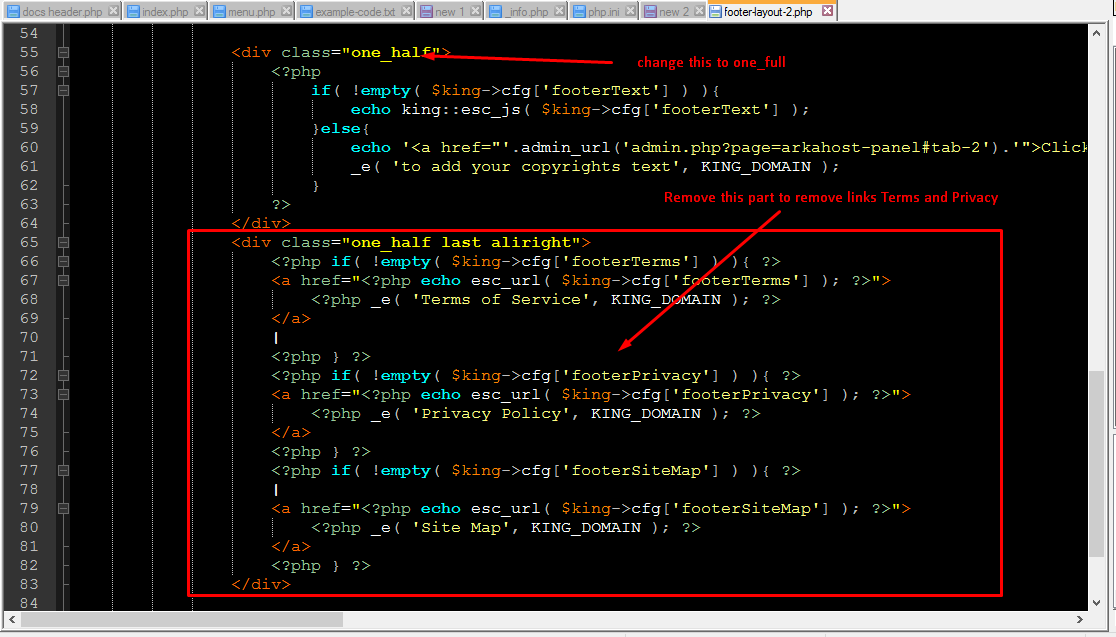 docs header.php index.php menu.php example-code.txt new 1 _info.php php.ini new 2 footer-layout-2.php
54
55 <div class="one_half"> change this to one_full
56 <?php
57 if( !empty( $king->cfg['footerText'] ) ){
58 echo king::esc_js( $king->cfg['footerText'] );
59 }else{
60 echo '<a href="'.admin_url('admin.php?page=arkahost-panel#tab-2').'">Click
61 _e( 'to add your copyrights text', KING_DOMAIN );
62 }
63 ?> Remove this part to remove links Terms and Privacy
64 </div>
65 <div class="one_half last aliright">
66 <?php if( !empty( $king->cfg['footerTerms'] ) ){ ?>
67 <a href="<?php echo esc_url( $king->cfg['footerTerms'] ); ?>">
68 <?php _e( 'Terms of Service', KING_DOMAIN ); ?>
69 </a>
70 |
71 <?php } ?>
72 <?php if( !empty( $king->cfg['footerPrivacy'] ) ){ ?>
73 <a href="<?php echo esc_url( $king->cfg['footerPrivacy'] ); ?>">
74 <?php _e( 'Privacy Policy', KING_DOMAIN ); ?>
75 </a>
76 <?php } ?>
77 <?php if( !empty( $king->cfg['footerSiteMap'] ) ){ ?>
78 |
79 <a href="<?php echo esc_url( $king->cfg['footerSiteMap'] ); ?>">
80 <?php _e( 'Site Map', KING_DOMAIN ); ?>
81 </a>
82 <?php } ?>
83 </div>
84